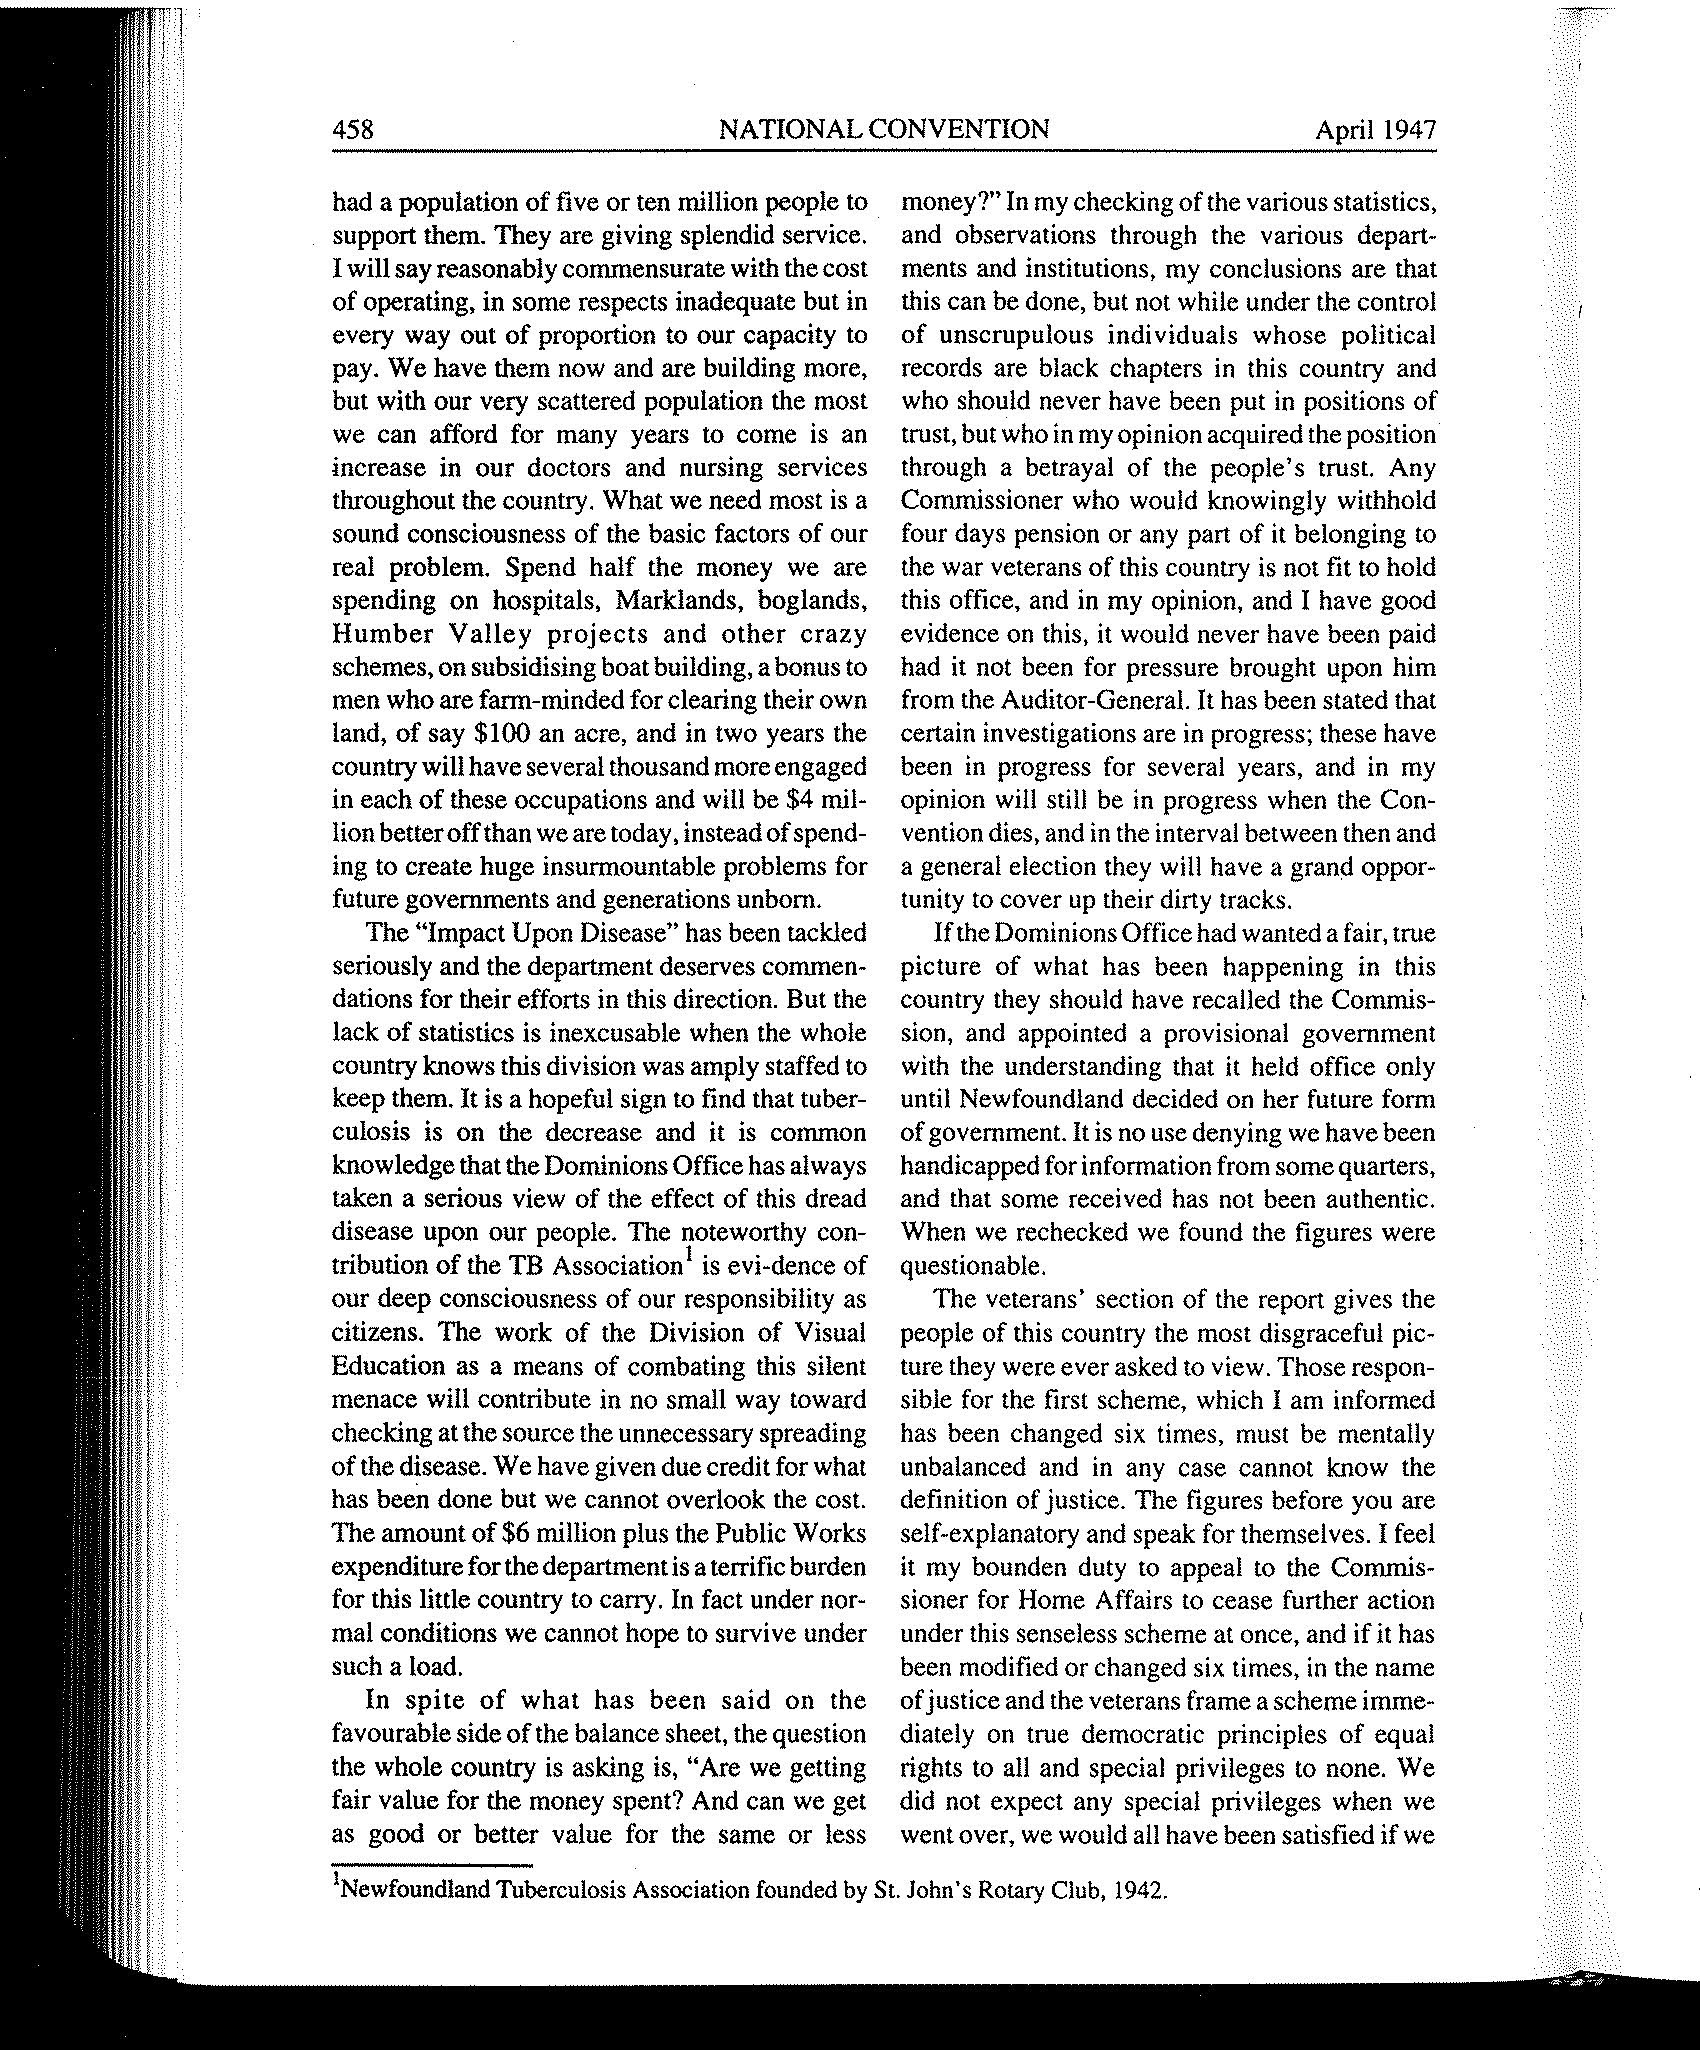 458 NATIONAL CONVENTION April 1947
had a population of five or ten million people to
support them. They are giving splendid service.
I will say reasonably commensurate with the cost
of operating, in some respects inadequate but in
every way out of proportion to our capacity to
pay. We have them now and are building more,
but with our very scattered population the most
we can afford for many years to come is an
increase in our doctors and nursing services
throughout the country. What we need most is a
sound consciousness of the basic factors of our
real problem. Spend half the money we are
spending on hospitals, Marklands, boglands,
Humber Valley projects and other crazy
schemes, on subsidising boat building, a bonus to
men who are farm-minded for clearing their own
land, of say $100 an acre, and in two years the
country will have several thousand more engaged
in each of these occupations and will be $4 mil-
lion better off than we are today, instead of spend-
ing to create huge insurmountable problems for
future governments and generations unborn.
The “Impact Upon Disease” has been tackled
seriously and the department deserves commen-
dations for their efforts in this direction. But the
lack of statistics is inexcusable when the whole
country knows this division was amply staffed to
keep them. It is a hopeful sign to find that tuber-
culosis is on the decrease and it is common
knowledge that the Dominions Office has always
taken a serious view of the effect of this dread
disease upon our people. The noteworthy con-
tribution of the TB Association¹ is evi-dence of
our deep consciousness of our responsibility as
citizens. The work of the Division of Visual
Education as a means of combating this silent
menace will contribute in no small way toward
checking at the source the unnecessary spreading
of the disease. We have given due credit for what
has been done but we cannot overlook the cost.
The amount of $6 million plus the Public Works
expenditure for the department is a terrific burden
for this little country to carry. In fact under nor-
mal conditions we cannot hope to survive under
such a load.
In spite of what has been said on the
favourable side of the balance sheet, the question
the whole country is asking is, “Are we getting
fair value for the money spent? And can we get
as good or better value for the same or less
money?” In my checking of the various statistics,
and observations through the various depart-
ments and institutions, my conclusions are that
this can be done, but not while under the control
of unscrupulous individuals whose political
records are black chapters in this country and
who should never have been put in positions of
trust, but who in my opinion acquired the position
through a betrayal of the people's trust. Any
Commissioner who would knowingly withhold
four days pension or any part of it belonging to
the war veterans of this country is not fit to hold
this office, and in my opinion, and I have good
evidence on this, it would never have been paid
had it not been for pressure brought upon him
from the Auditor-General. It has been stated that
certain investigations are in progress; these have
been in progress for several years, and in my
opinion will still be in progress when the Con-
vention dies, and in the interval between then and
a general election they will have a grand oppor-
tunity to cover up their dirty tracks.
If the Dominions Office had wanted a fair, true
picture of what has been happening in this
country they should have recalled the Commis-
sion, and appointed a provisional government
with the understanding that it held office only
until Newfoundland decided on her future form
of government. It is no use denying we have been
handicapped for information from some quarters,
and that some received has not been authentic.
When we rechecked we found the figures were
questionable.
The veterans' section of the report gives the
people of this country the most disgraceful pic-
ture they were ever asked to view. Those respon-
sible for the first scheme, which I am informed
has been changed six times, must be mentally
unbalanced and in any case cannot know the
definition of justice. The figures before you are
self-explanatory and speak for themselves. I feel
it my bounden duty to appeal to the Commis-
sioner for Home Affairs to cease further action
under this senseless scheme at once, and if it has
been modified or changed six times, in the name
of justice and the veterans frame a scheme imme-
diately on true democratic principles of equal
rights to all and special privileges to none. We
did not expect any special privileges when we
went over, we would all have been satisfied if we
¹Newfoundland Tuberculosis Association founded by St. John's Rotary Club, 1942.